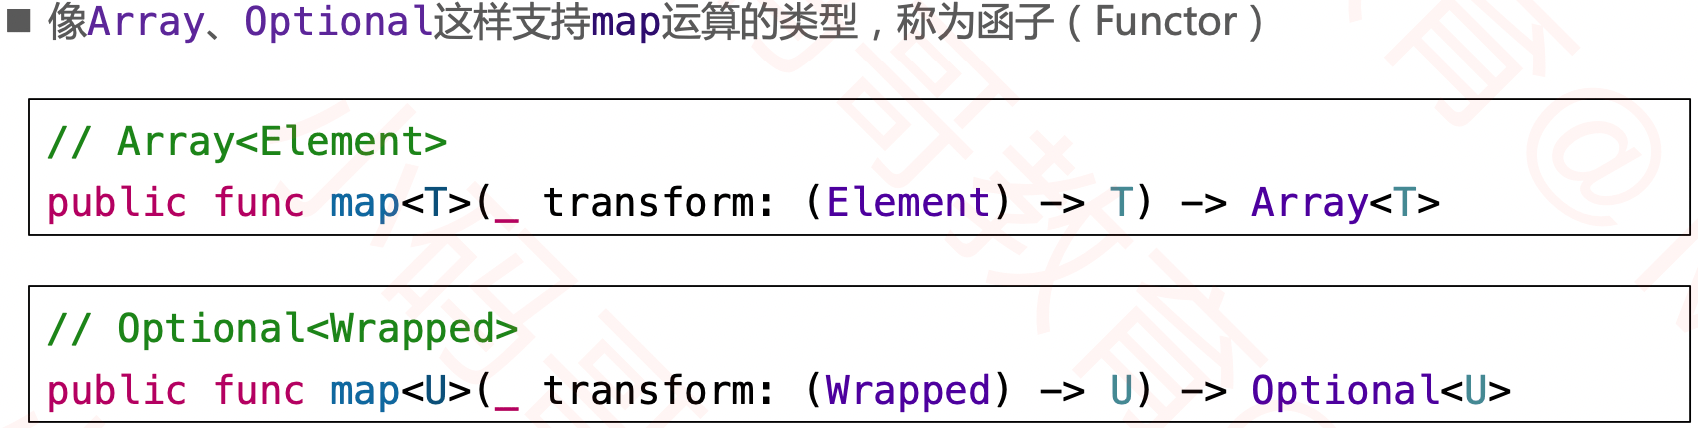 ■ 像Array、Optional这样支持map运算的类型，称为函子（Functor）
// Array<Element>
public func map<T>(_ transform: (Element) -> T) -> Array<T>
// Optional<Wrapped>
public func map<U>(_ transform: (Wrapped) -> U) -> Optional<U>